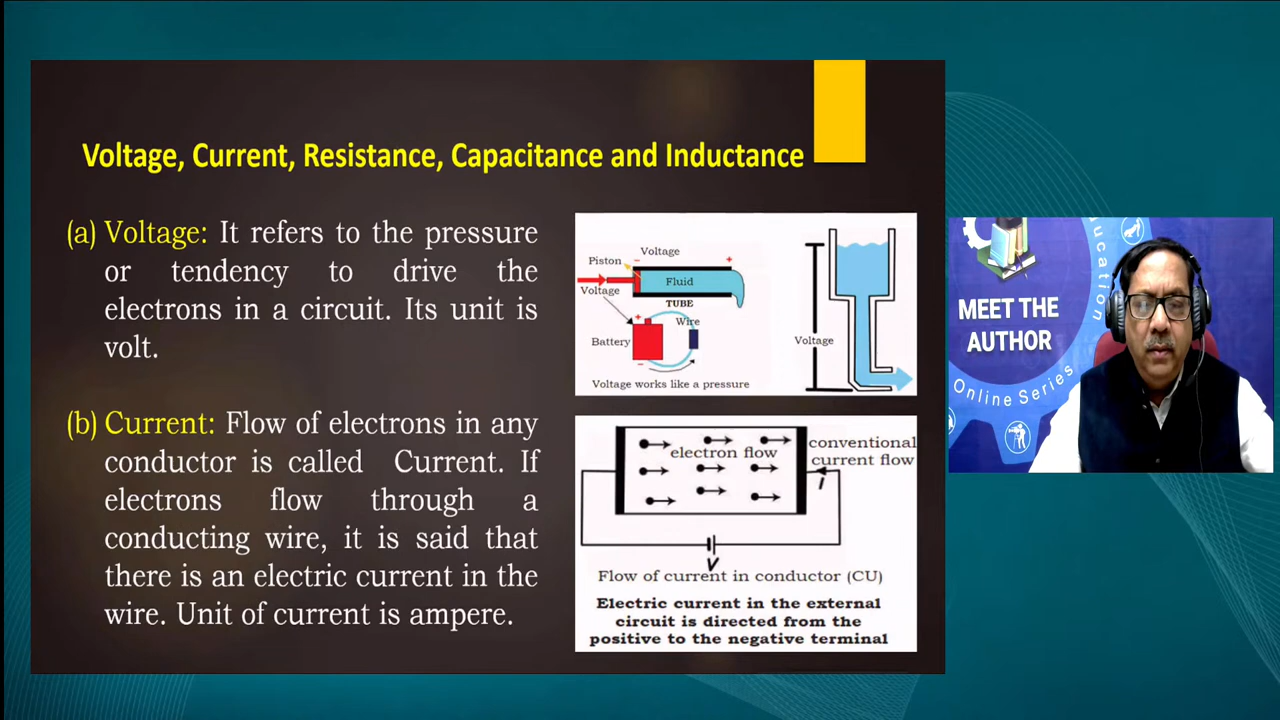 Voltage, Current, Resistance, Capacitance and Inductance
(a) Voltage: It refers to the pressure
or tendency to drive the
electrons in a circuit. Its unit is
volt.
(b) Current: Flow of electrons in any
conductor is called Current. If
electrons flow through a
conducting wire, it is said that
there is an electric current in the
wire. Unit of current is ampere.
Voltage
Piston
− +
Fluid
Voltage
TUBE
+
Wire
Battery
−
Voltage works like a pressure
Voltage
electron flow
conventional
current flow
I
V
Flow of current in conductor (CU)
Electric current in the external
circuit is directed from the
positive to the negative terminal
MEET THE
AUTHOR
Online Series
ducation